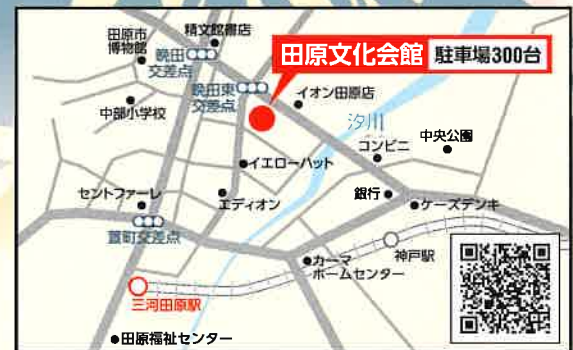 田原市
博物館
精文館書店
晩田
交差点
田原文化会館 駐車場300台
晩田東
交差点
イオン田原店
中部小学校
汐川
コンビニ
中央公園
イエローハット
セントファーレ
エディオン
銀行
ケーズデンキ
萱町交差点
カーマ
ホームセンター
神戸駅
三河田原駅
田原福祉センター